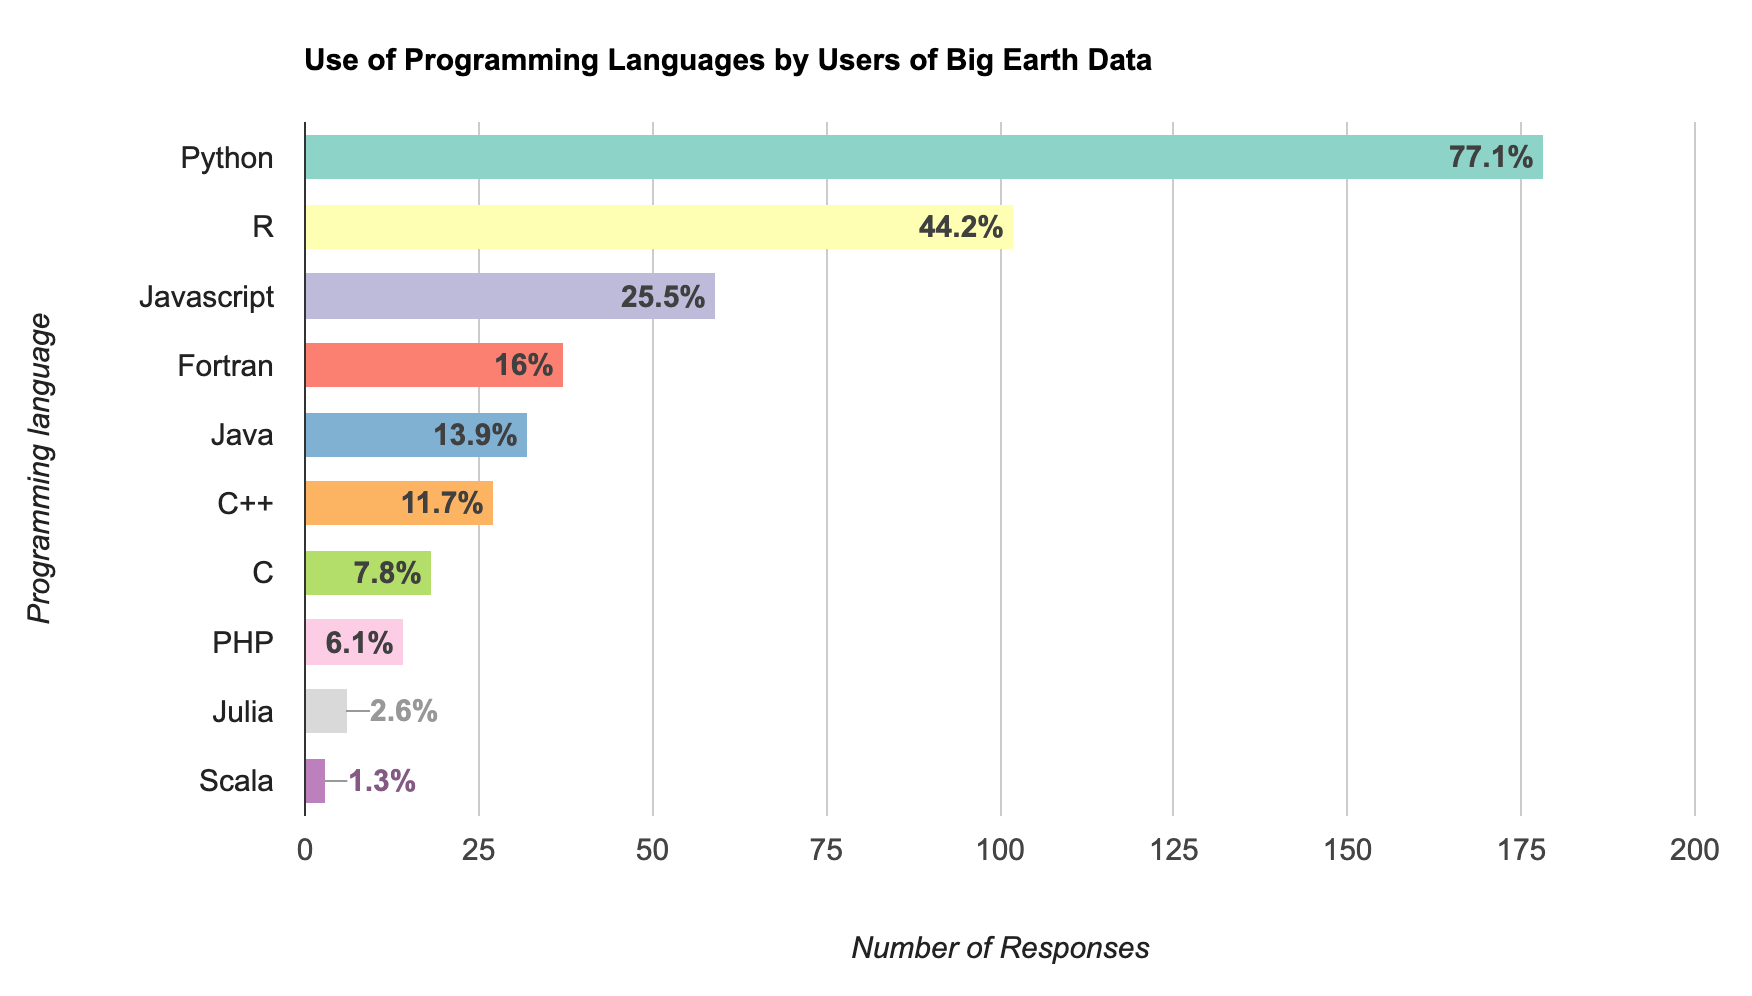 Use of Programming Languages by Users of Big Earth Data
Programming language
Python 77.1%
R 44.2%
Javascript 25.5%
Fortran 16%
Java 13.9%
C++ 11.7%
C 7.8%
PHP 6.1%
Julia 2.6%
Scala 1.3%
0 25 50 75 100 125 150 175 200
Number of Responses